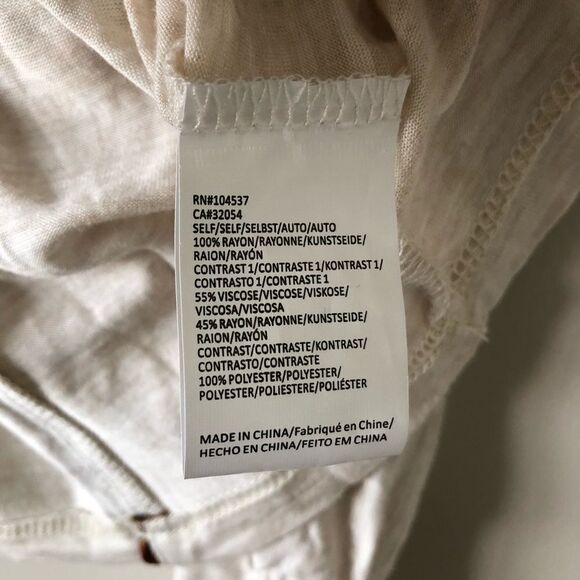 RN#104537
CA#32054
SELF/SELF/SELBST/AUTO/AUTO
100% RAYON/RAYONNE/KUNSTSEIDE/
RAION/RAYÓN
CONTRAST 1/CONTRASTE 1/KONTRAST 1/
CONTRASTO 1/CONTRASTE 1
55% VISCOSE/VISCOSE/VISKOSE/
VISCOSA/VISCOSA
45% RAYON/RAYONNE/KUNSTSEIDE/
RAION/RAYÓN
CONTRAST/CONTRASTE/KONTRAST/
CONTRASTO/CONTRASTE
100% POLYESTER/POLYESTER/
POLYESTER/POLIESTERE/POLIÉSTER
MADE IN CHINA/Fabriqué en Chine/
HECHO EN CHINA/FEITO EM CHINA